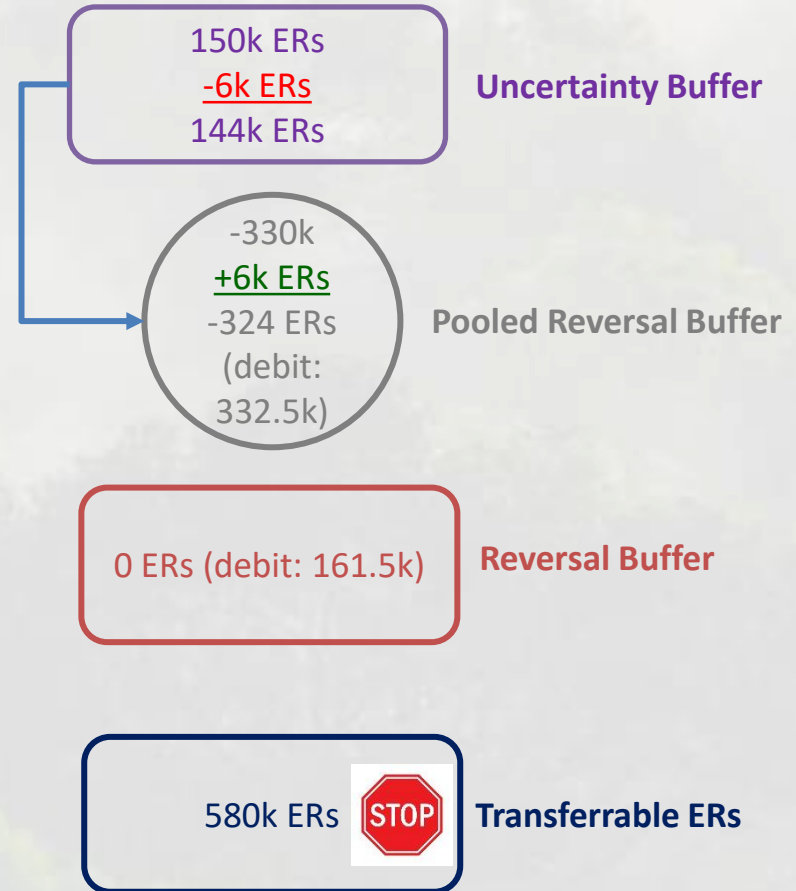 150k ERs
-6k ERs
144k ERs
Uncertainty Buffer
-330k
+6k ERs
-324 ERs
(debit:
332.5k)
Pooled Reversal Buffer
0 ERs (debit: 161.5k)
Reversal Buffer
580k ERs
STOP
Transferrable ERs